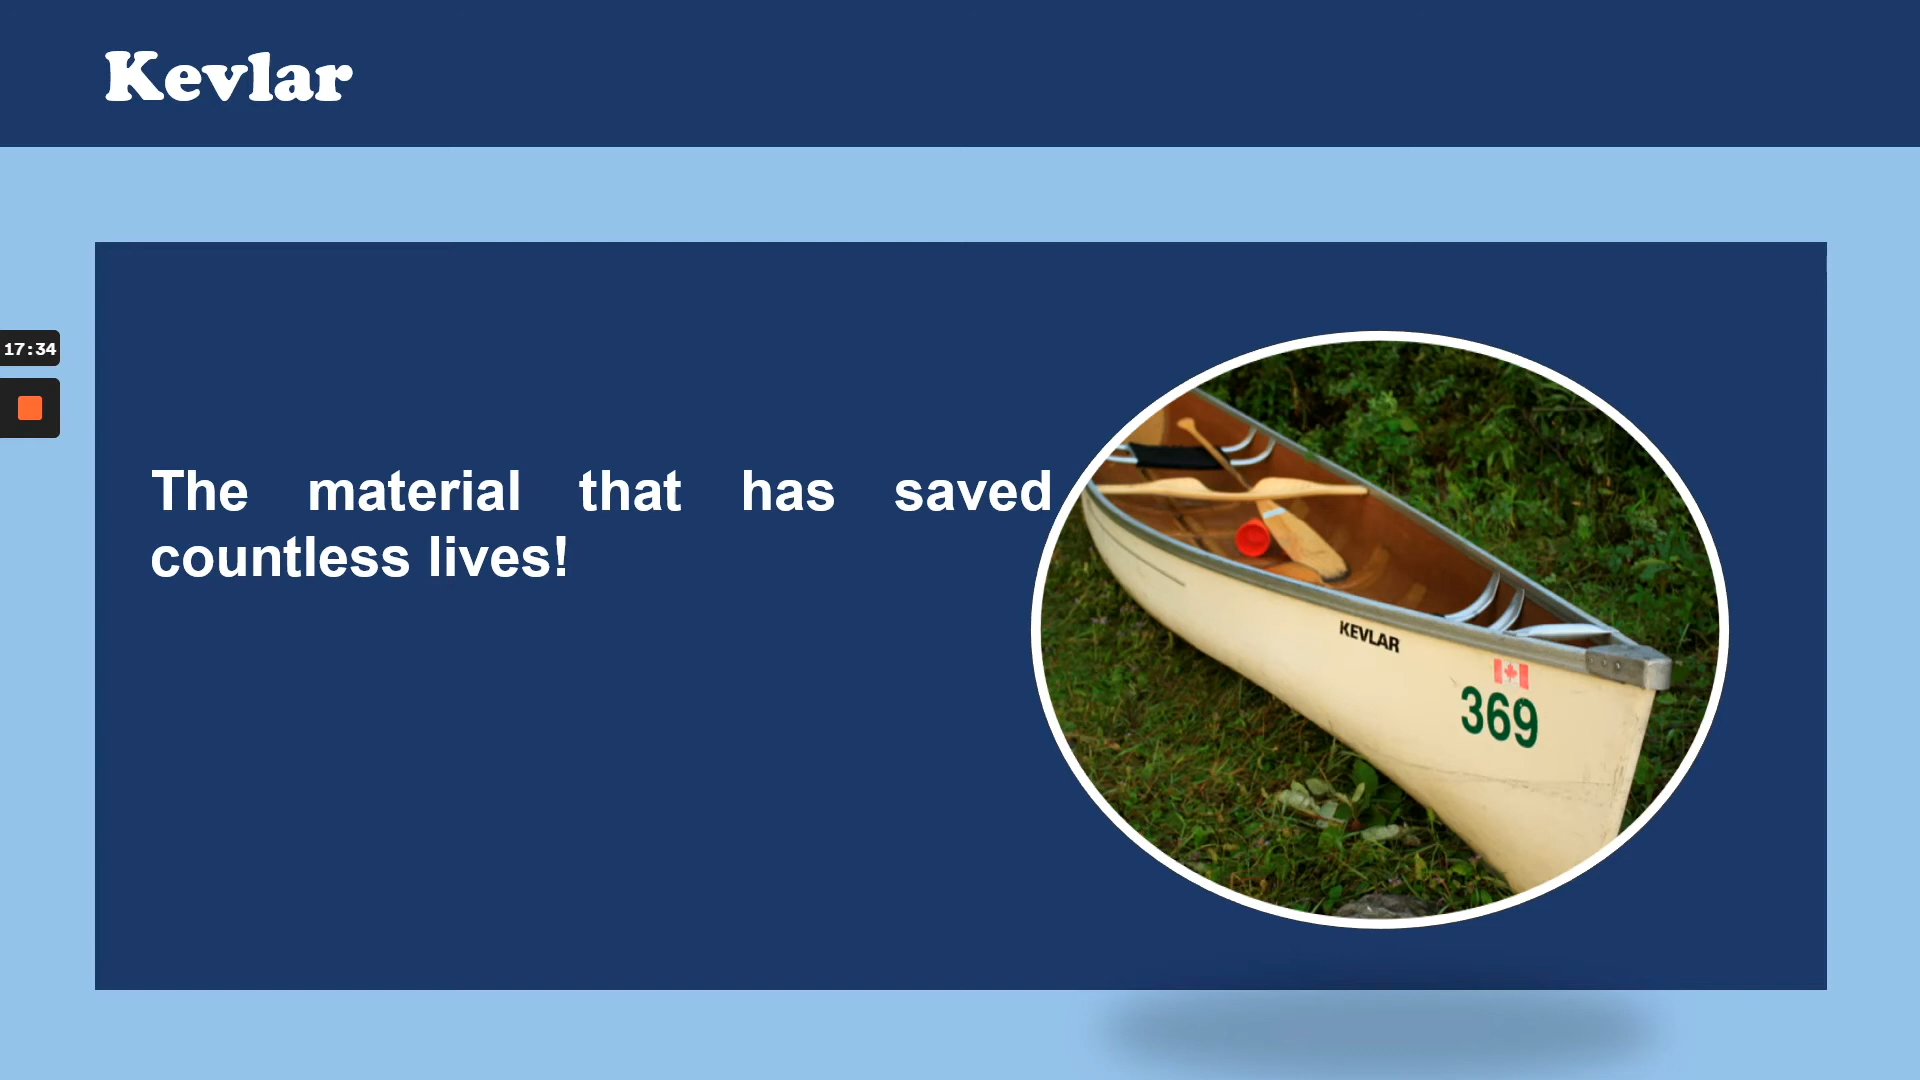 Kevlar
17:34
The material that has saved
countless lives!
KEVLAR
369